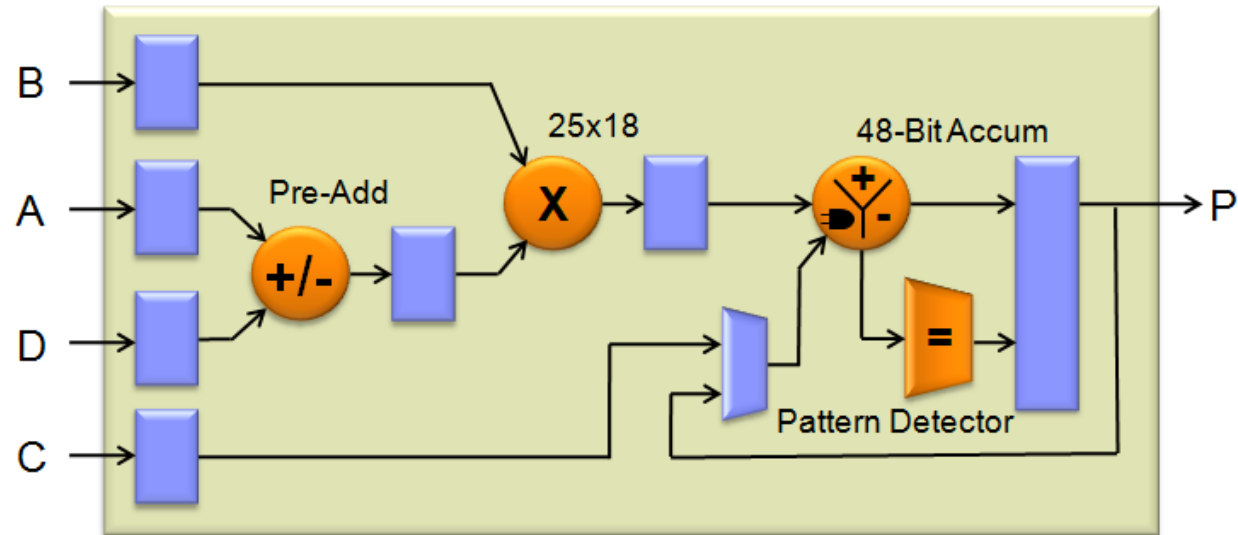 B
25x18
48-Bit Accum
A
Pre-Add
X
+
-
P
+/-
D
=
Pattern Detector
C